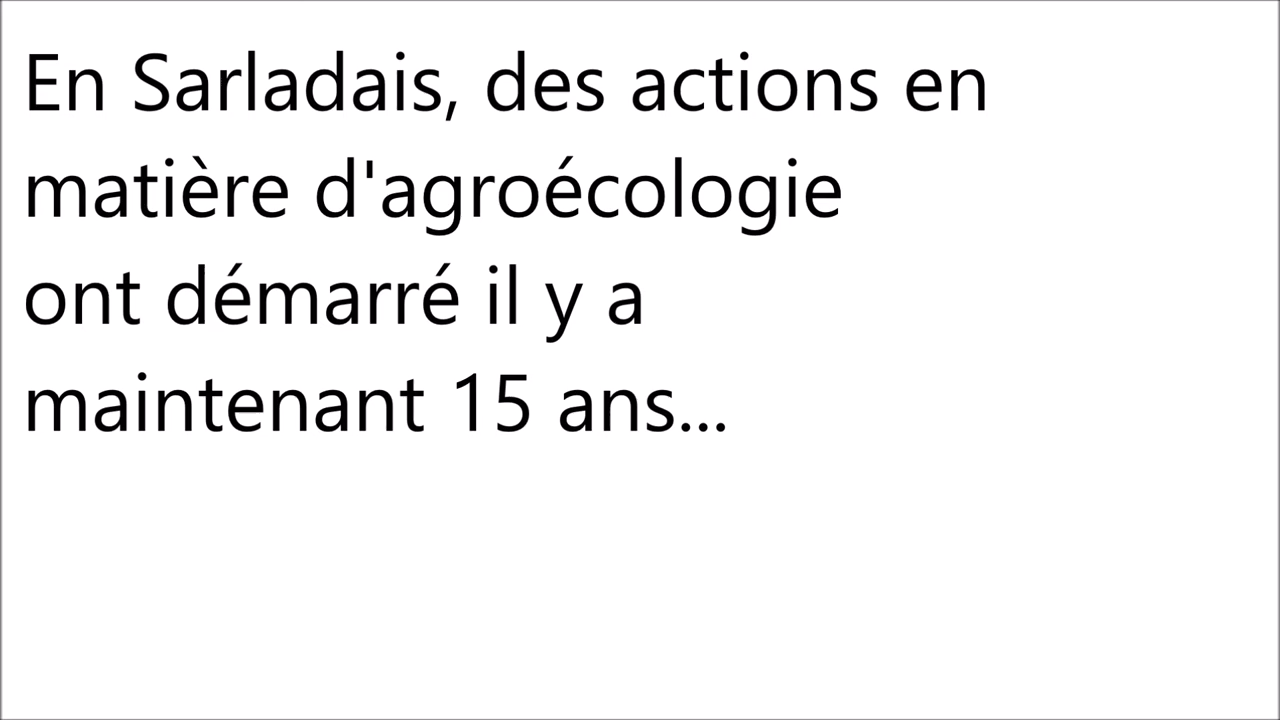 En Sarladais, des actions en
matière d'agroécologie
ont démarré il y a
maintenant 15 ans...